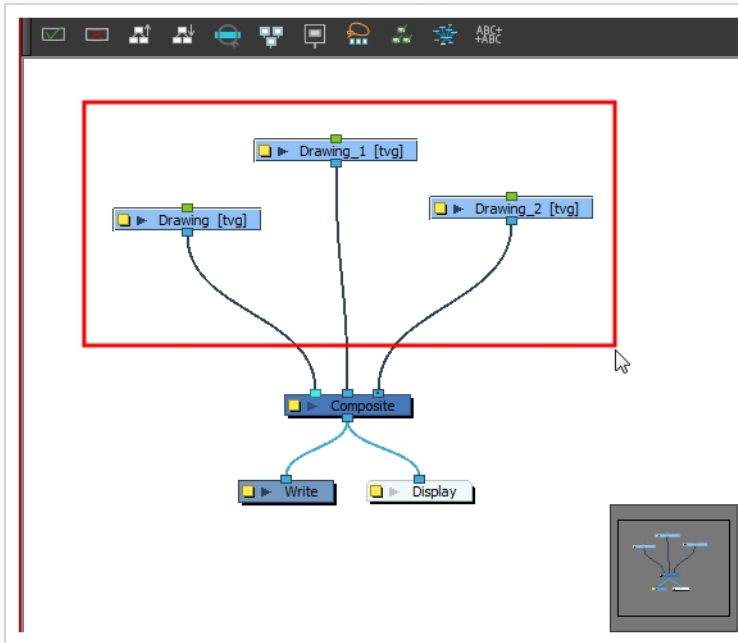 ABC+
+ABC
Drawing_1 [tvg]
Drawing [tvg]
Drawing_2 [tvg]
Composite
Write
Display